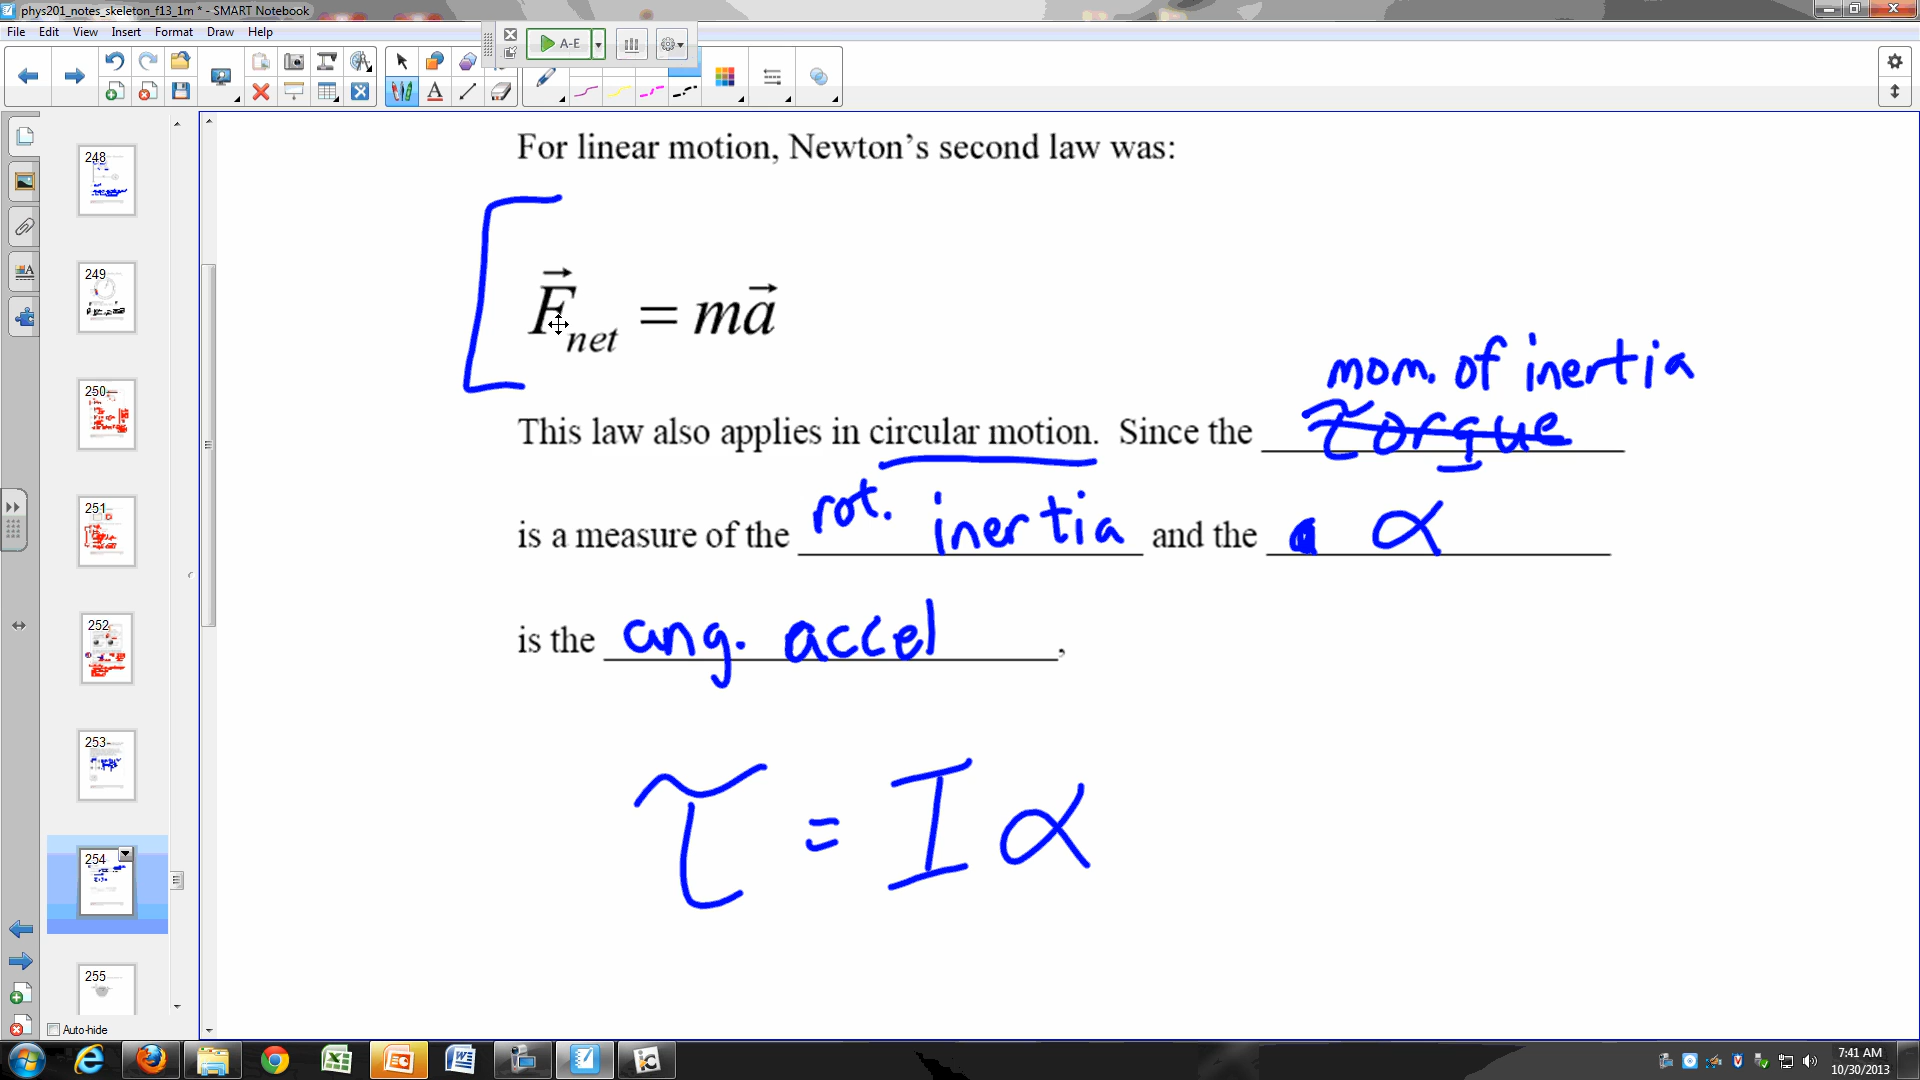 phys201_notes_skeleton_f13_1m * - SMART Notebook
File Edit View Insert Format Draw Help
A-E
A
248
249
250
251
252
253
254
255
Auto-hide
For linear motion, Newton's second law was:
F⃗net = ma⃗
mom. of inertia
This law also applies in circular motion. Since the torque
is a measure of the rot. inertia and the α
is the ang. accel,
τ = I α
7:41 AM
10/30/2013